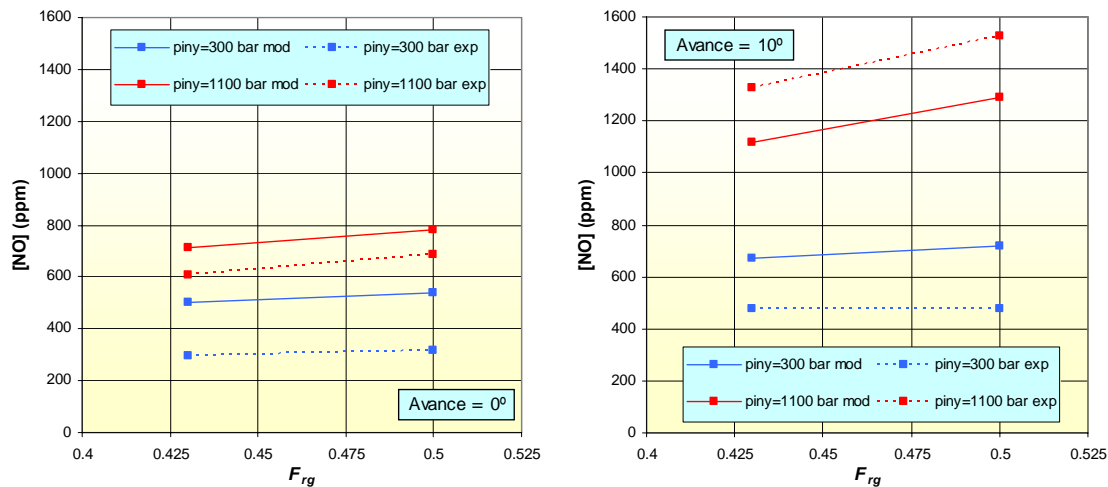 1600
1400
1200
1000
800
600
400
200
0
[NO] (ppm)
piny=300 bar mod
piny=300 bar exp
piny=1100 bar mod
piny=1100 bar exp
Avance = 0º
0.4
0.425
0.45
0.475
0.5
0.525
F rg
1600
1400
1200
1000
800
600
400
200
0
[NO] (ppm)
Avance = 10º
piny=300 bar mod
piny=300 bar exp
piny=1100 bar mod
piny=1100 bar exp
0.4
0.425
0.45
0.475
0.5
0.525
F rg